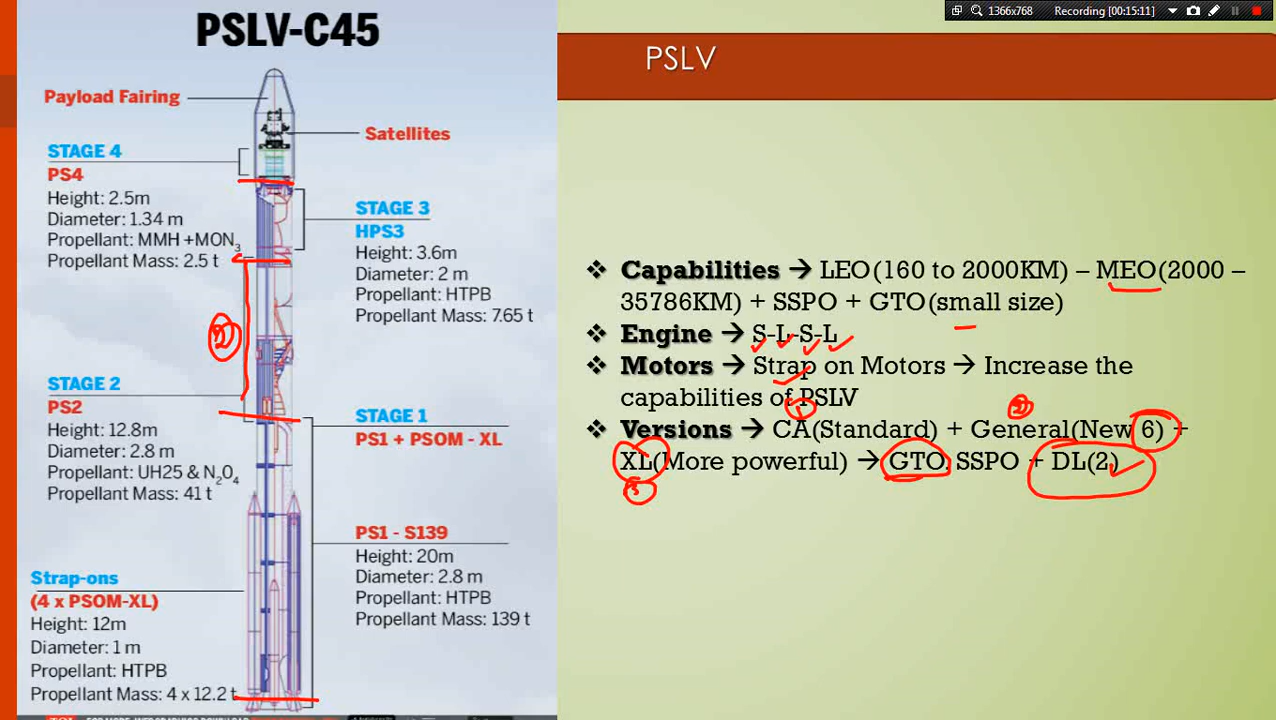 1366x768
Recording [00:15:11]
PSLV-C45
Payload Fairing
Satellites
STAGE 4
PS4
Height: 2.5m
Diameter: 1.34 m
Propellant: MMH +MON3
Propellant Mass: 2.5 t
STAGE 3
HPS3
Height: 3.6m
Diameter: 2 m
Propellant: HTPB
Propellant Mass: 7.65 t
STAGE 2
PS2
Height: 12.8m
Diameter: 2.8 m
Propellant: UH25 & N2O4
Propellant Mass: 41 t
STAGE 1
PS1 + PSOM - XL
PS1 - S139
Height: 20m
Diameter: 2.8 m
Propellant: HTPB
Propellant Mass: 139 t
Strap-ons
(4 x PSOM-XL)
Height: 12m
Diameter: 1 m
Propellant: HTPB
Propellant Mass: 4 x 12.2 t
PSLV
❖ Capabilities → LEO(160 to 2000KM) – MEO(2000 –
35786KM) + SSPO + GTO(small size)
❖ Engine → S-L-S-L
❖ Motors → Strap on Motors → Increase the
capabilities of PSLV
❖ Versions → CA(Standard) + General(New 6) +
XL(More powerful) → GTO, SSPO + DL(2)